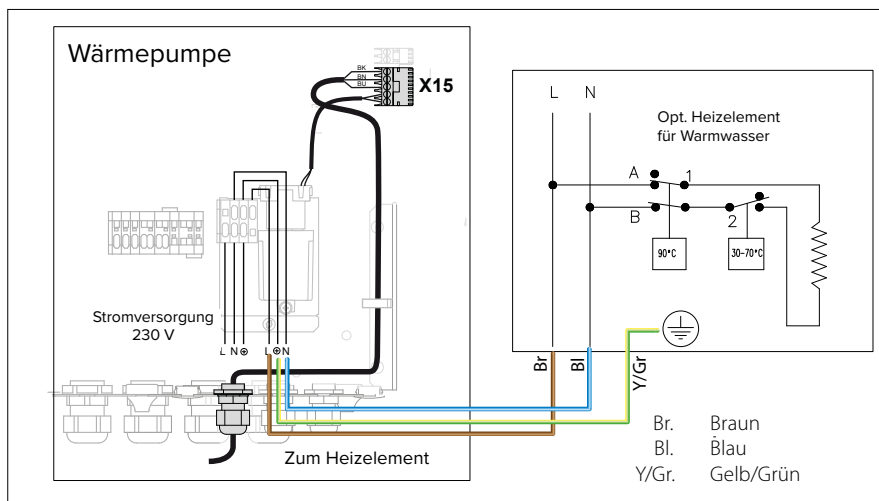 Wärmepumpe
BK
BN
BU
X15
Stromversorgung
230 V
L N
L N
Zum Heizelement
L N
Opt. Heizelement
für Warmwasser
A 1
B 2
90°C
30-70°C
Br
Bl
Y/Gr
Br. Braun
Bl. Blau
Y/Gr. Gelb/Grün